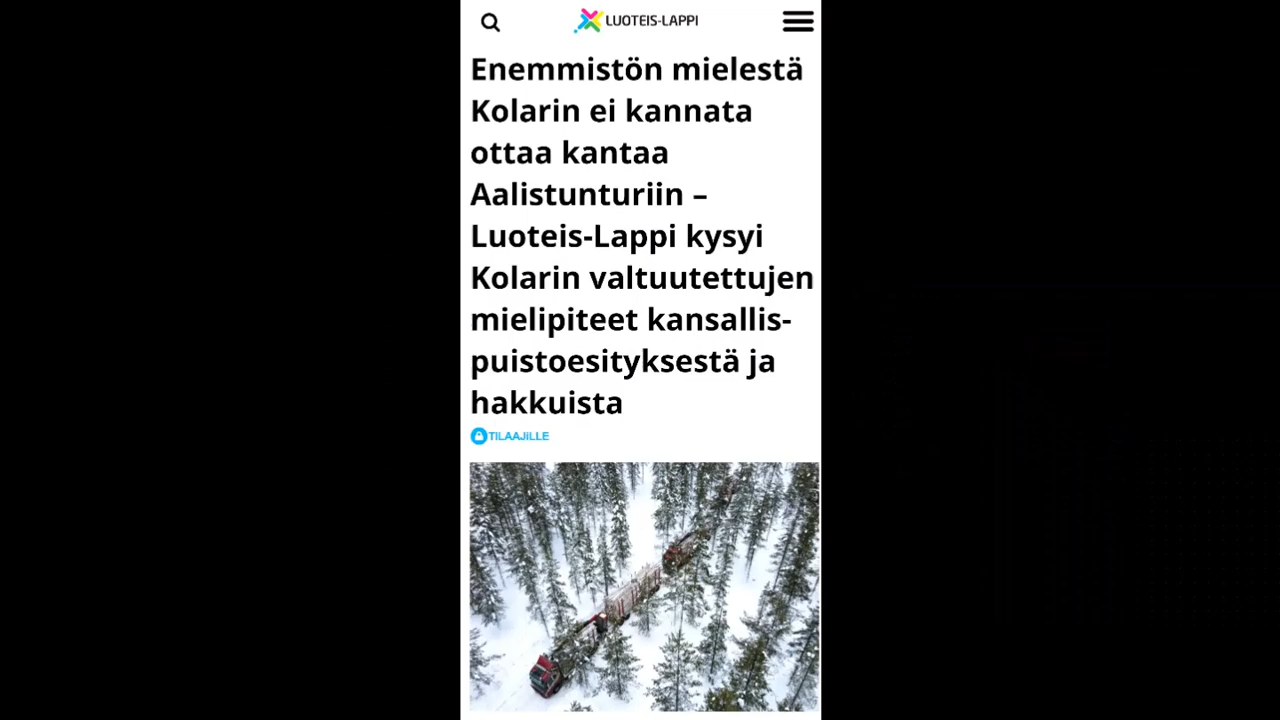 LUOTEIS-LAPPI
Enemmistön mielestä
Kolarin ei kannata
ottaa kantaa
Aalistunturiin –
Luoteis-Lappi kysyi
Kolarin valtuutettujen
mielipiteet kansallis-
puistoesityksestä ja
hakkuista
TILAAJILLE